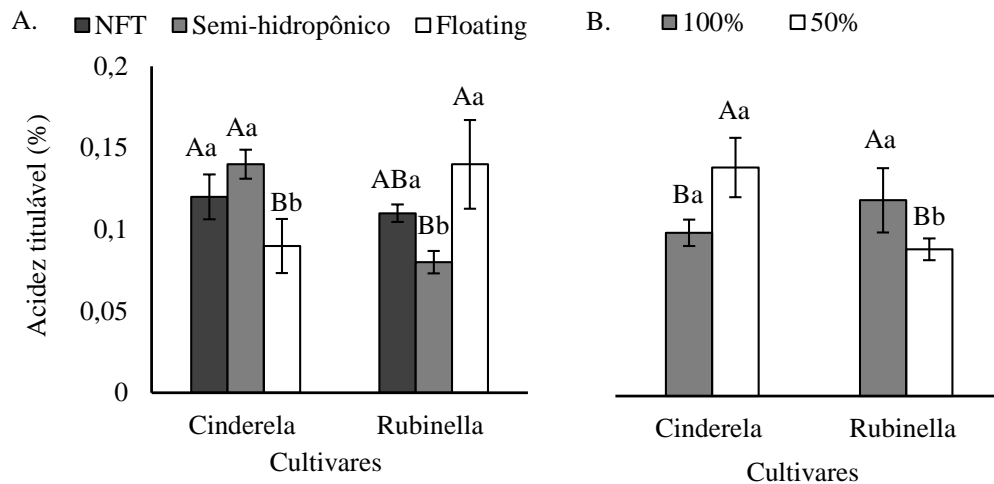 A. NFT Semi-hidropônico Floating
Acidez titulável (%)
0,2
0,15
0,1
0,05
0
Aa
Aa
Bb
ABa
Bb
Aa
Cinderela Rubinella
Cultivares
B. 100% 50%
Ba
Aa
Aa
Bb
Cinderela Rubinella
Cultivares